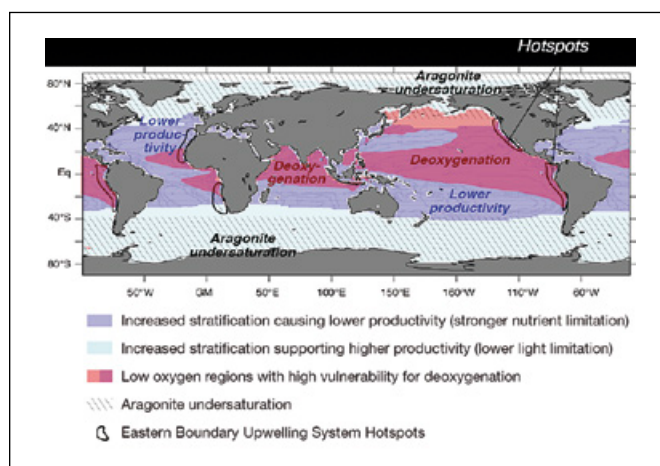 Hotspots
Aragonite
undersaturation
80°N
40°N
Eq
40°S
80°S
Lower
produc-
tivity
Deoxy-
genation
Deoxygenation
Lower
productivity
Aragonite
undersaturation
50°W
GM
50°E
100°E
150°E
160°W
110°W
60°W
Increased stratification causing lower productivity (stronger nutrient limitation)
Increased stratification supporting higher productivity (lower light limitation)
Low oxygen regions with high vulnerability for deoxygenation
Aragonite undersaturation
Eastern Boundary Upwelling System Hotspots